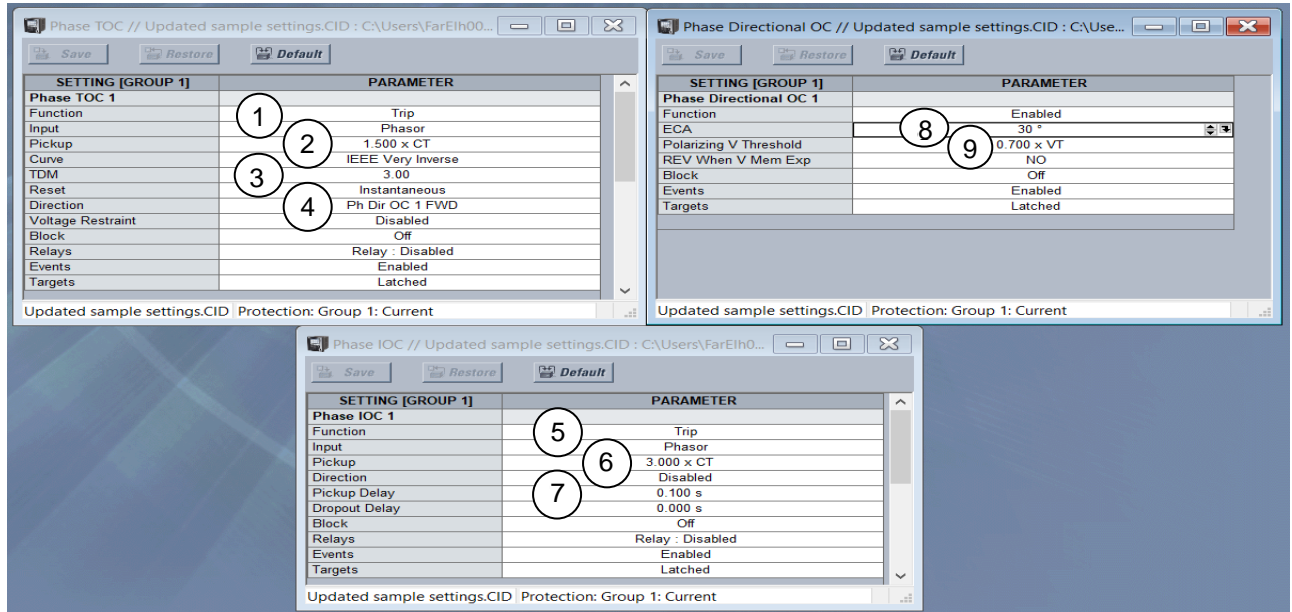 Phase TOC // Updated sample settings.CID : C:\Users\FarElh00...
Save Restore Default
SETTING [GROUP 1] PARAMETER
Phase TOC 1
Function 1 Trip
Input Phasor
Pickup 2 1.500 x CT
Curve IEEE Very Inverse
TDM 3 3.00
Reset Instantaneous
Direction 4 Ph Dir OC 1 FWD
Voltage Restraint Disabled
Block Off
Relays Relay : Disabled
Events Enabled
Targets Latched
Updated sample settings.CID Protection: Group 1: Current
Phase Directional OC // Updated sample settings.CID : C:\Use...
Save Restore Default
SETTING [GROUP 1] PARAMETER
Phase Directional OC 1
Function Enabled
ECA 8 30 °
Polarizing V Threshold 9 0.700 x VT
REV When V Mem Exp NO
Block Off
Events Enabled
Targets Latched
Updated sample settings.CID Protection: Group 1: Current
Phase IOC // Updated sample settings.CID : C:\Users\FarElh0...
Save Restore Default
SETTING [GROUP 1] PARAMETER
Phase IOC 1
Function 5 Trip
Input Phasor
Pickup 6 3.000 x CT
Direction Disabled
Pickup Delay 7 0.100 s
Dropout Delay 0.000 s
Block Off
Relays Relay : Disabled
Events Enabled
Targets Latched
Updated sample settings.CID Protection: Group 1: Current